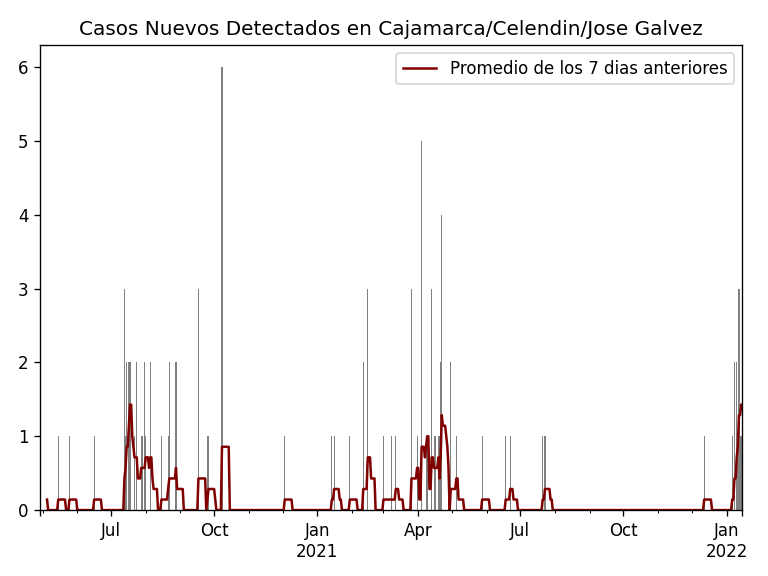 Casos Nuevos Detectados en Cajamarca/Celendin/Jose Galvez
Promedio de los 7 dias anteriores
6
5
4
3
2
1
0
Jul
Oct
Jan
2021
Apr
Jul
Oct
Jan
2022